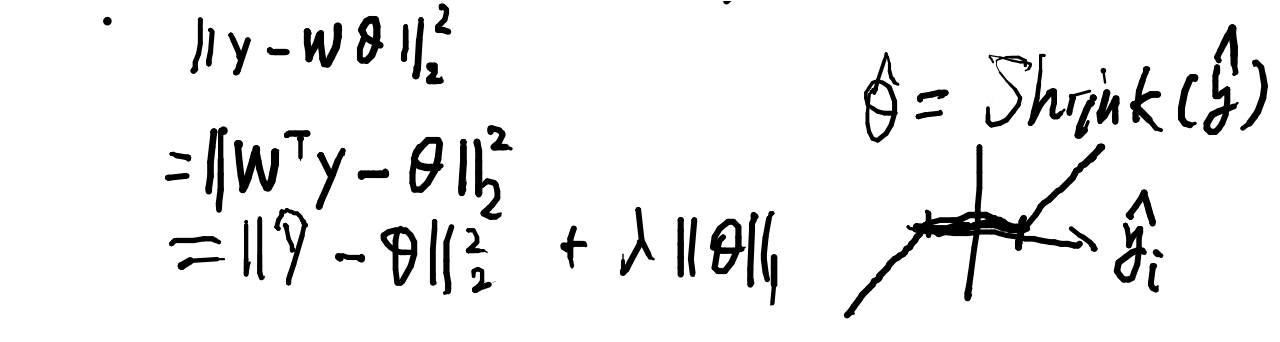 ‖y - Wθ‖₂²
= ‖Wᵀy - θ‖₂²
= ‖ŷ - θ‖₂² + λ‖θ‖₁
θ̂ = Shrink(ŷ)
ŷᵢ